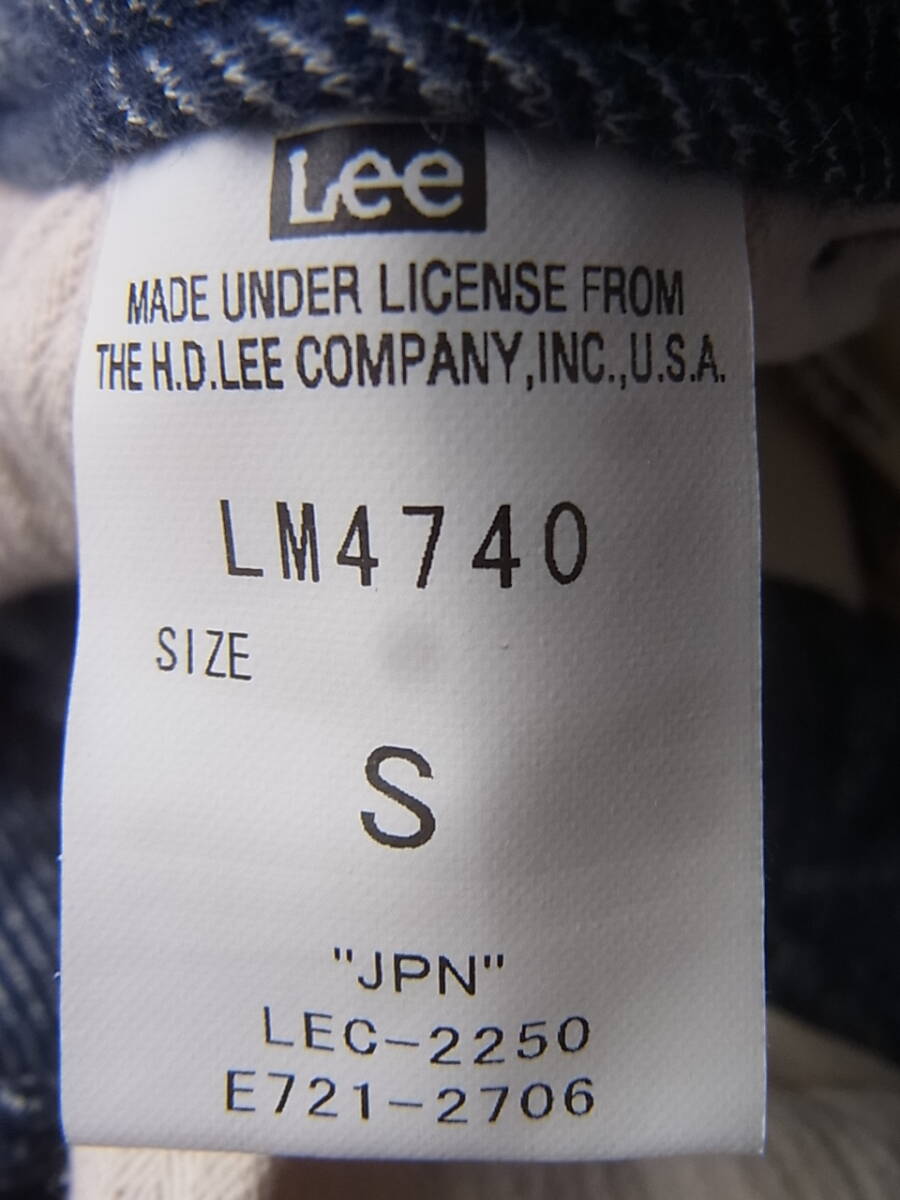 Lee
MADE UNDER LICENSE FROM
THE H.D.LEE COMPANY,INC.,U.S.A.
LM4740
SIZE
S
"JPN"
LEC-2250
E721-2706